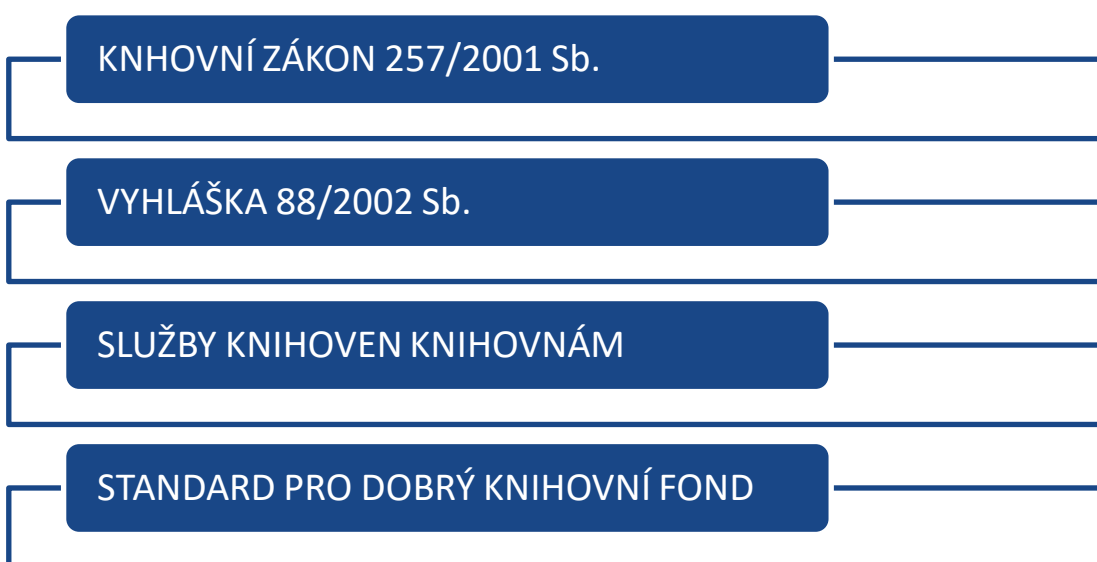 KNHOVNÍ ZÁKON 257/2001 Sb.
VYHLÁŠKA 88/2002 Sb.
SLUŽBY KNIHOVEN KNIHOVNÁM
STANDARD PRO DOBRÝ KNIHOVNÍ FOND